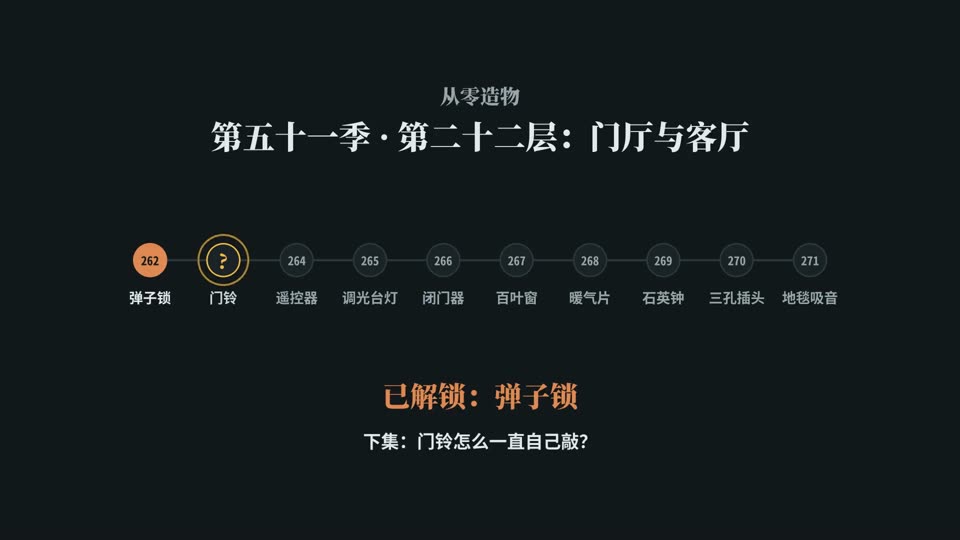 从零造物
第五十一季 · 第二十二层：门厅与客厅
262 ? 264 265 266 267 268 269 270 271
弹子锁 门铃 遥控器 调光台灯 闭门器 百叶窗 暖气片 石英钟 三孔插头 地毯吸音
已解锁：弹子锁
下集：门铃怎么一直自己敲？